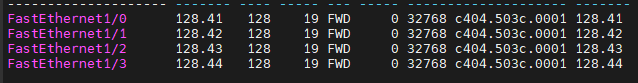 -------------------- ------- ---- ---- --- ----- ----- -------------- -------
FastEthernet1/0      128.41   128   19 FWD     0 32768 c404.503c.0001 128.41
FastEthernet1/1      128.42   128   19 FWD     0 32768 c404.503c.0001 128.42
FastEthernet1/2      128.43   128   19 FWD     0 32768 c404.503c.0001 128.43
FastEthernet1/3      128.44   128   19 FWD     0 32768 c404.503c.0001 128.44